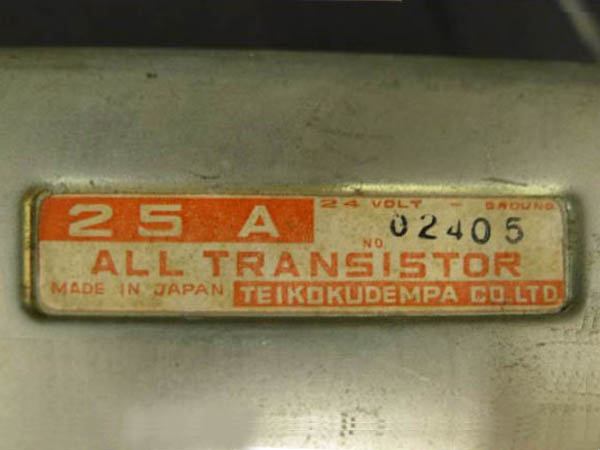 25 A
24 VOLT - GROUND
NO. 02405
ALL TRANSISTOR
MADE IN JAPAN TEIKOKUDEMPA CO.LTD.